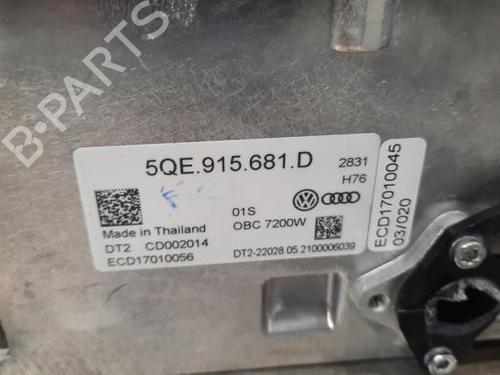 B-PARTS
5QE.915.681.D
2831
H76
01S
OBC 7200W
Made in Thailand
DT2 CD002014
ECD17010056
DT2-22028.05.2100006039
ECD17010045
03/020